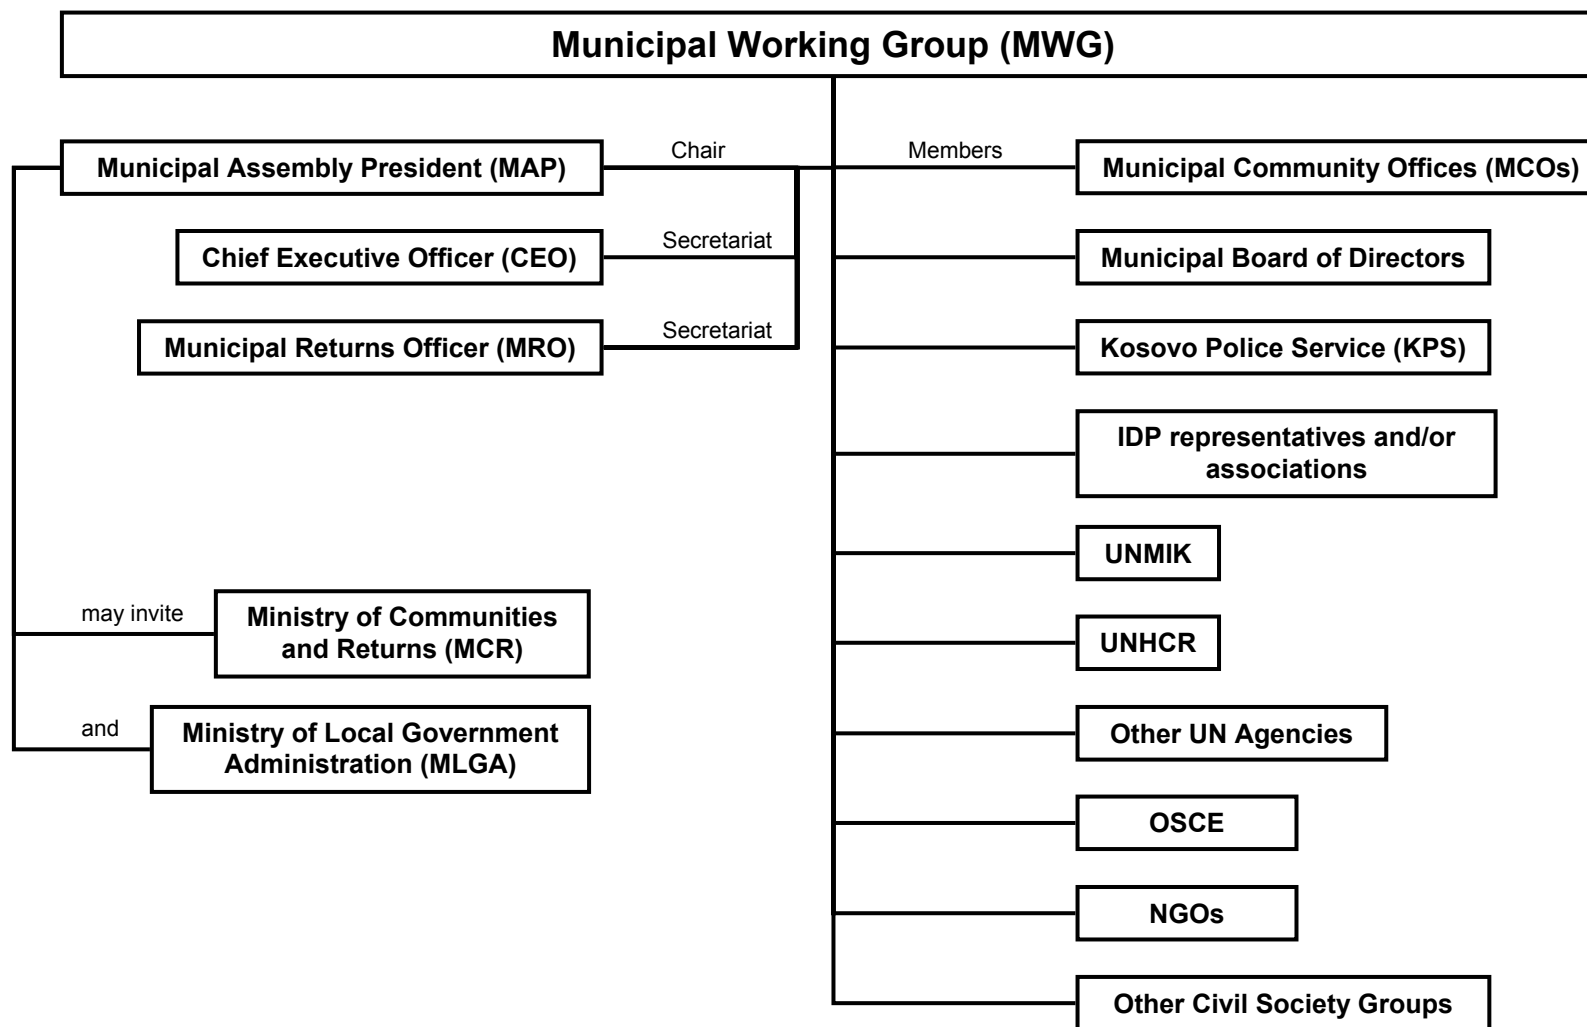 Municipal Working Group (MWG)
Municipal Assembly President (MAP)
Chair
Members
Municipal Community Offices (MCOs)
Chief Executive Officer (CEO)
Secretariat
Municipal Board of Directors
Municipal Returns Officer (MRO)
Secretariat
Kosovo Police Service (KPS)
IDP representatives and/or
associations
UNMIK
may invite
Ministry of Communities
and Returns (MCR)
UNHCR
and
Ministry of Local Government
Administration (MLGA)
Other UN Agencies
OSCE
NGOs
Other Civil Society Groups